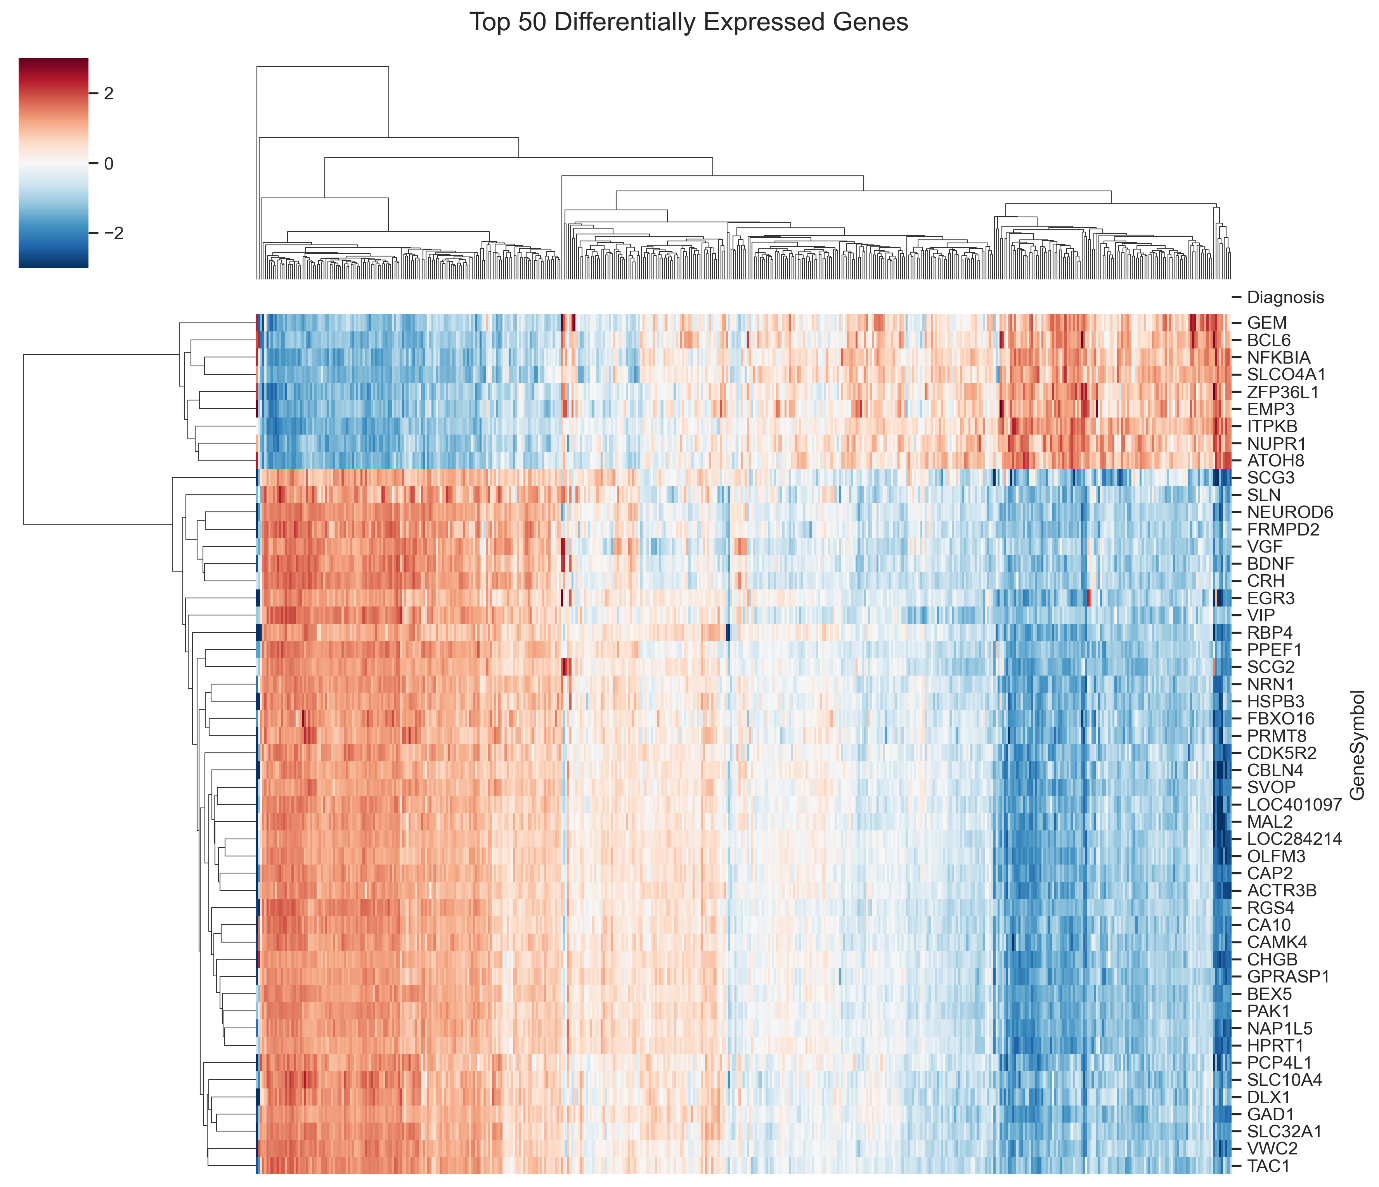 Top 50 Differentially Expressed Genes
2
0
−2
Diagnosis
GEM
BCL6
NFKBIA
SLCO4A1
ZFP36L1
EMP3
ITPKB
NUPR1
ATOH8
SCG3
SLN
NEUROD6
FRMPD2
VGF
BDNF
CRH
EGR3
VIP
RBP4
PPEF1
SCG2
NRN1
HSPB3
FBXO16
PRMT8
CDK5R2
CBLN4
SVOP
LOC401097
MAL2
LOC284214
OLFM3
CAP2
ACTR3B
RGS4
CA10
CAMK4
CHGB
GPRASP1
BEX5
PAK1
NAP1L5
HPRT1
PCP4L1
SLC10A4
DLX1
GAD1
SLC32A1
VWC2
TAC1
GeneSymbol